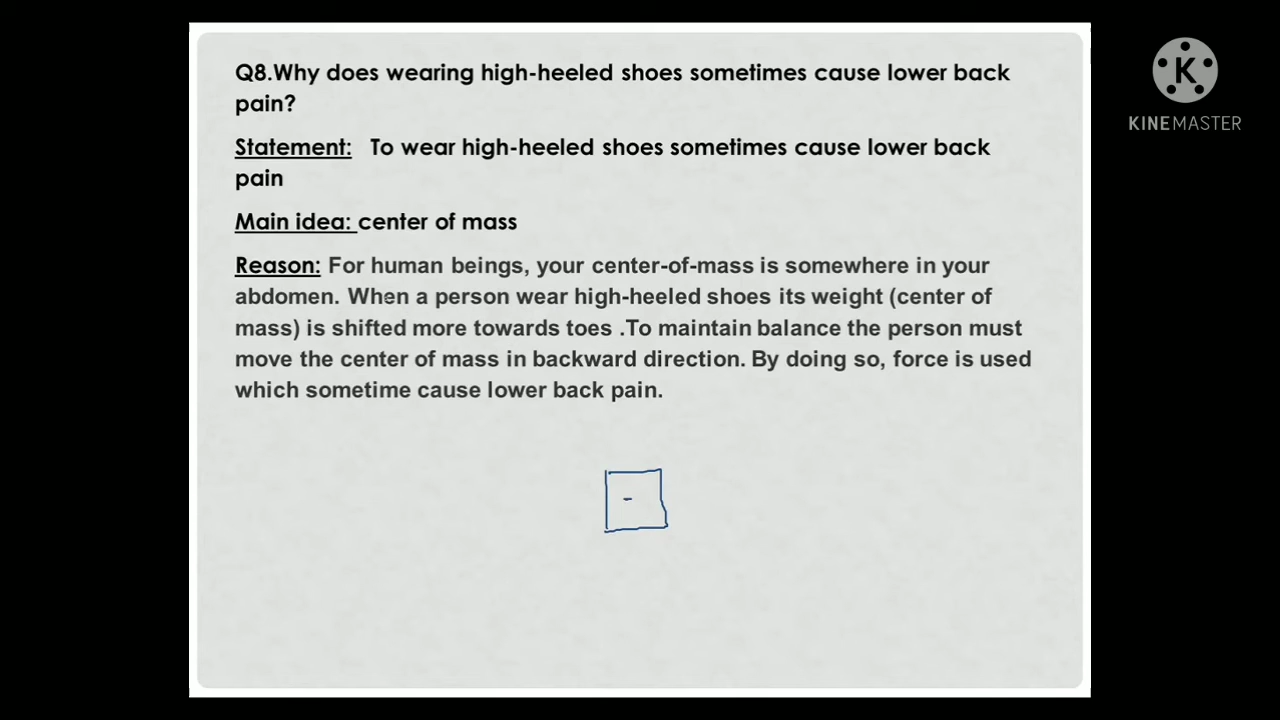 Q8.Why does wearing high-heeled shoes sometimes cause lower back
pain?
Statement: To wear high-heeled shoes sometimes cause lower back
pain
Main idea: center of mass
Reason: For human beings, your center-of-mass is somewhere in your
abdomen. When a person wear high-heeled shoes its weight (center of
mass) is shifted more towards toes .To maintain balance the person must
move the center of mass in backward direction. By doing so, force is used
which sometime cause lower back pain.
K
KINEMASTER